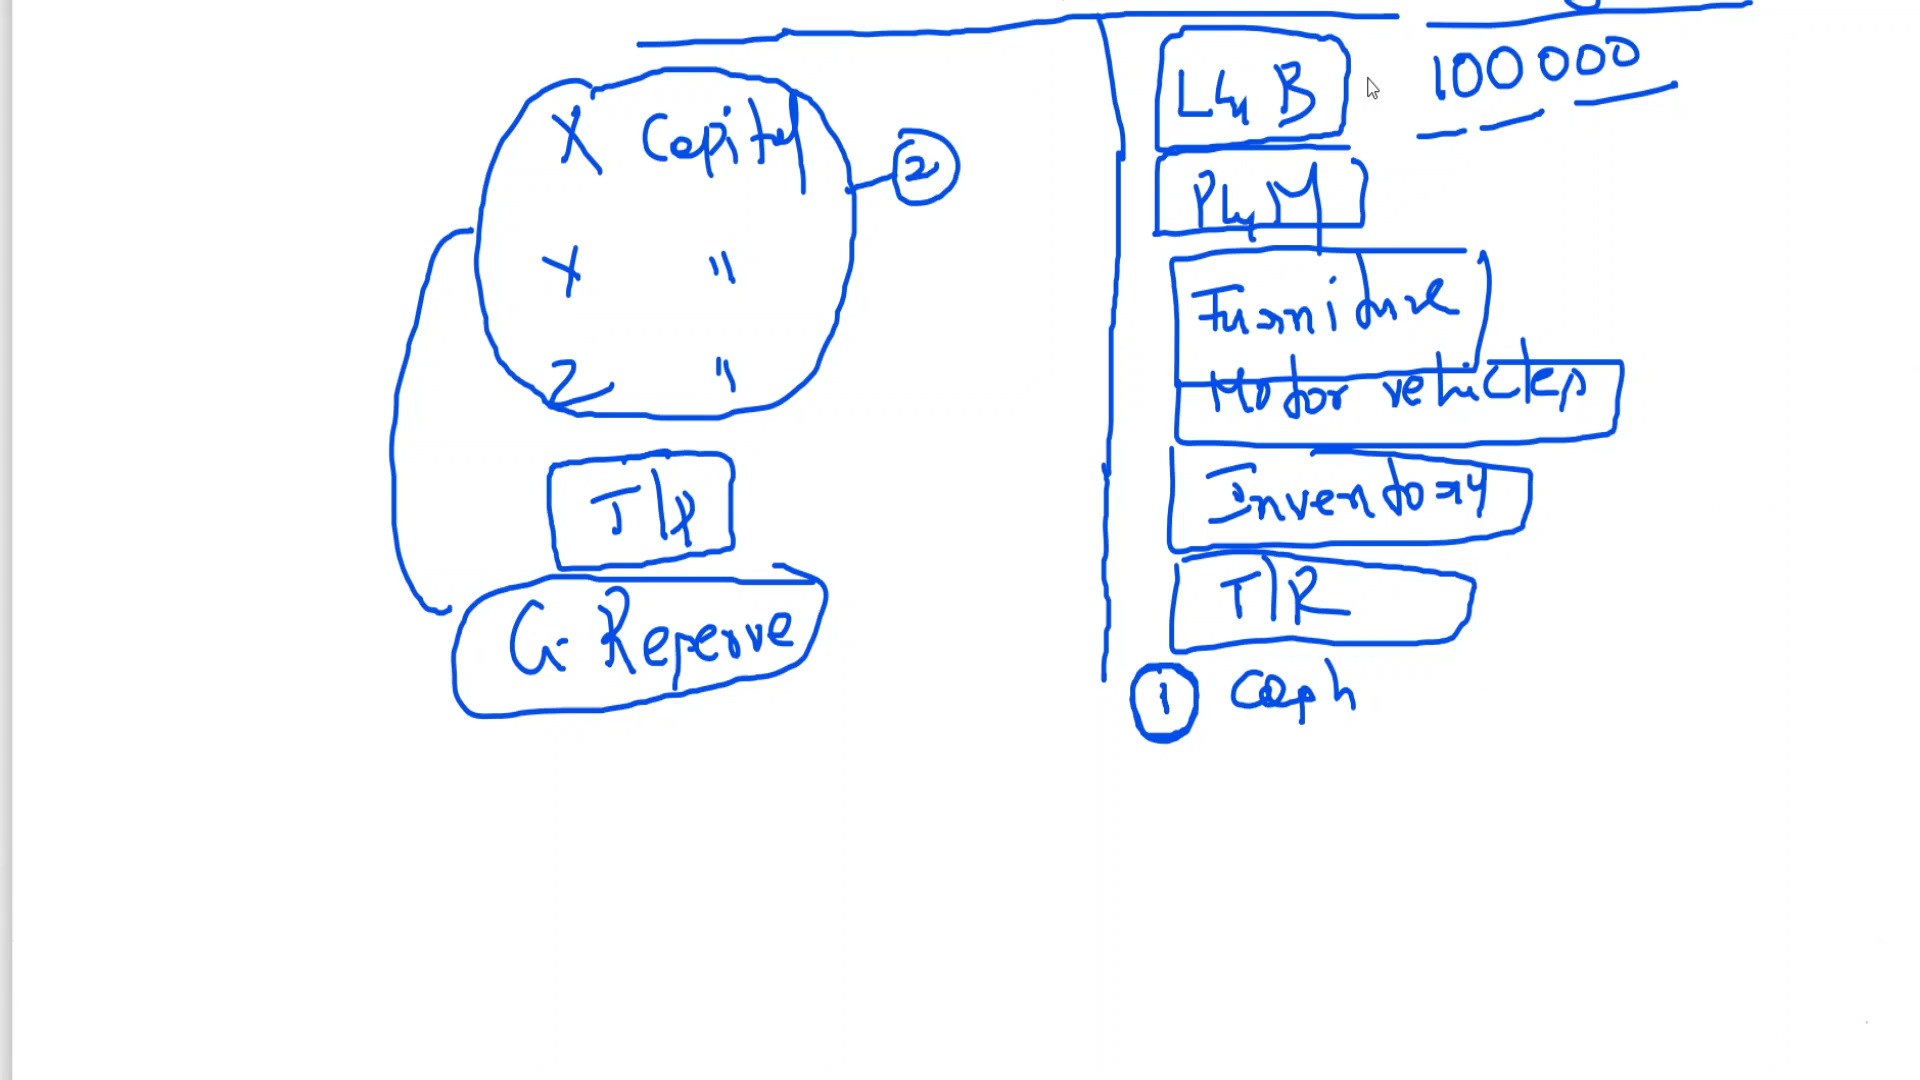 X Capital
②
Y "
Z "
T/P
G. Reserve
L & B 100000
P & M
Furniture
Motor vehicles
Inventory
T/R
① Cash